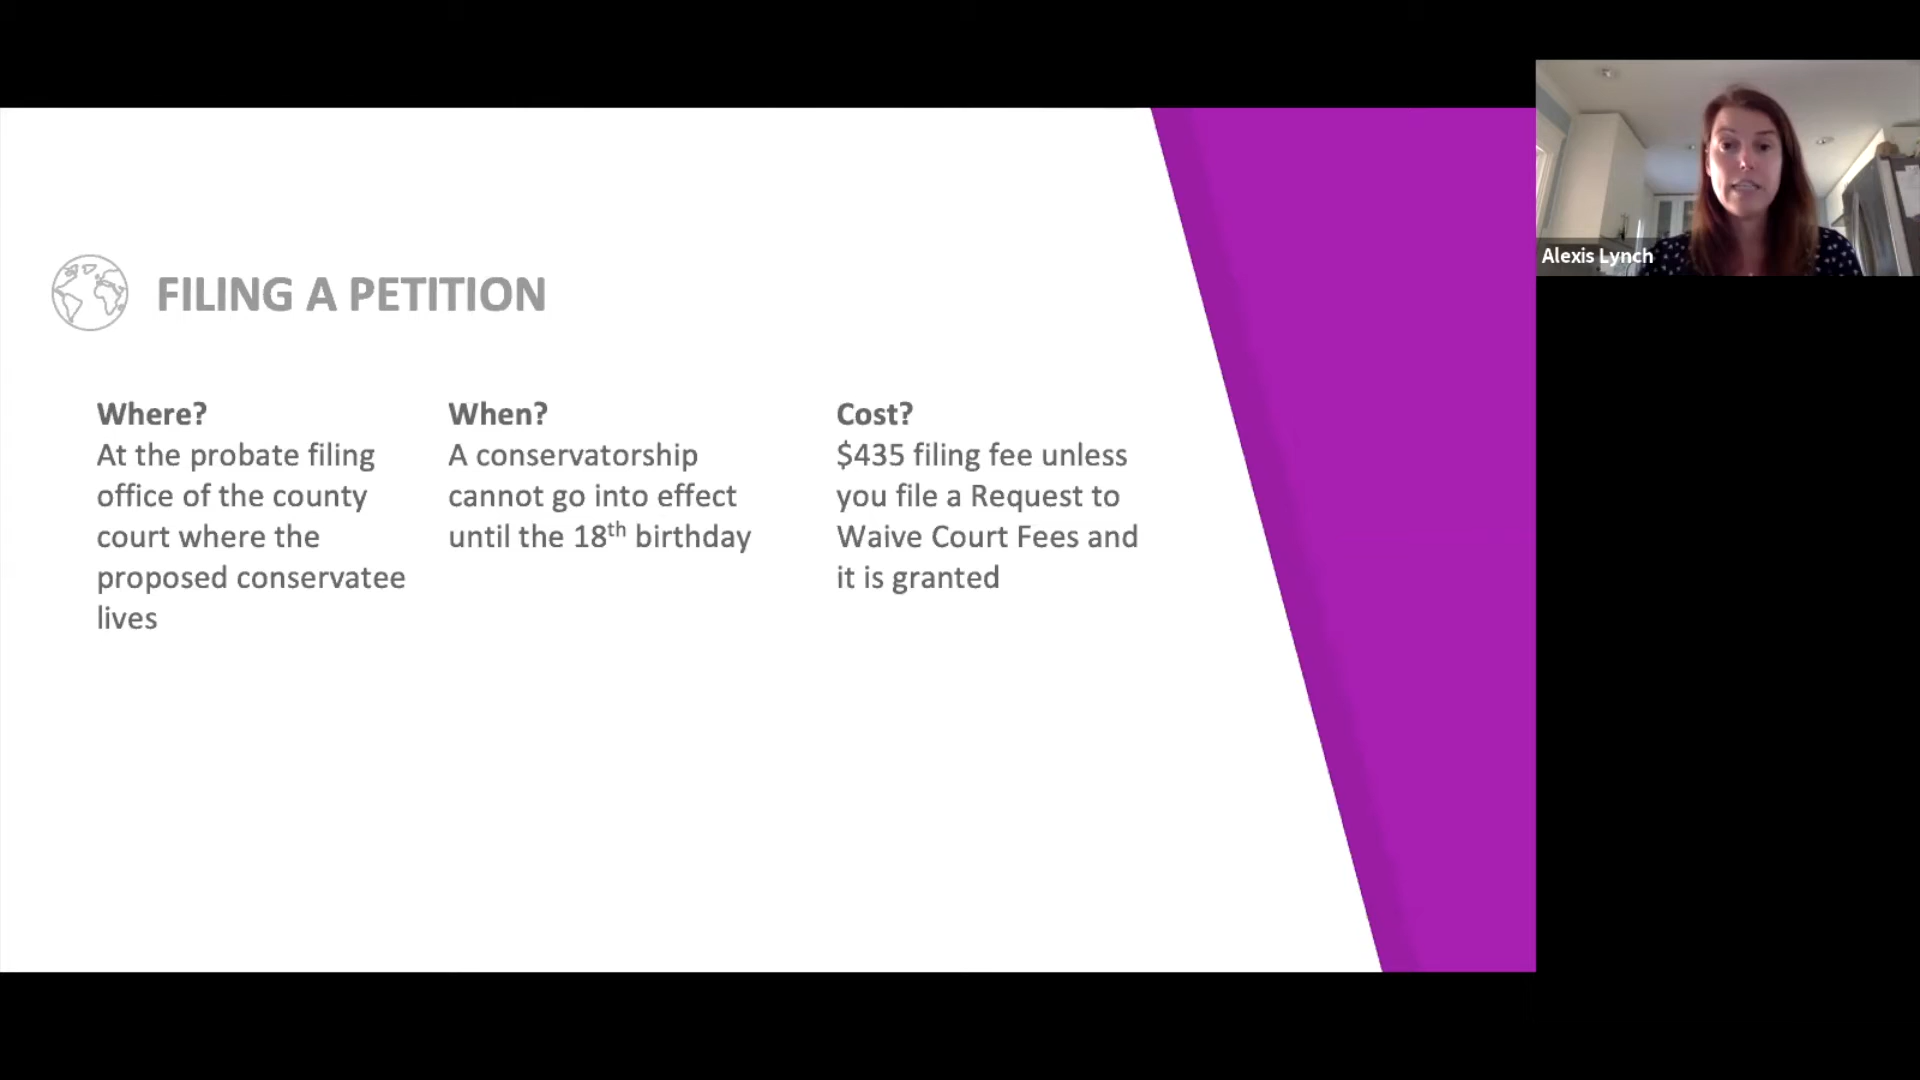 FILING A PETITION
Where?
At the probate filing
office of the county
court where the
proposed conservatee
lives
When?
A conservatorship
cannot go into effect
until the 18th birthday
Cost?
$435 filing fee unless
you file a Request to
Waive Court Fees and
it is granted
Alexis Lynch